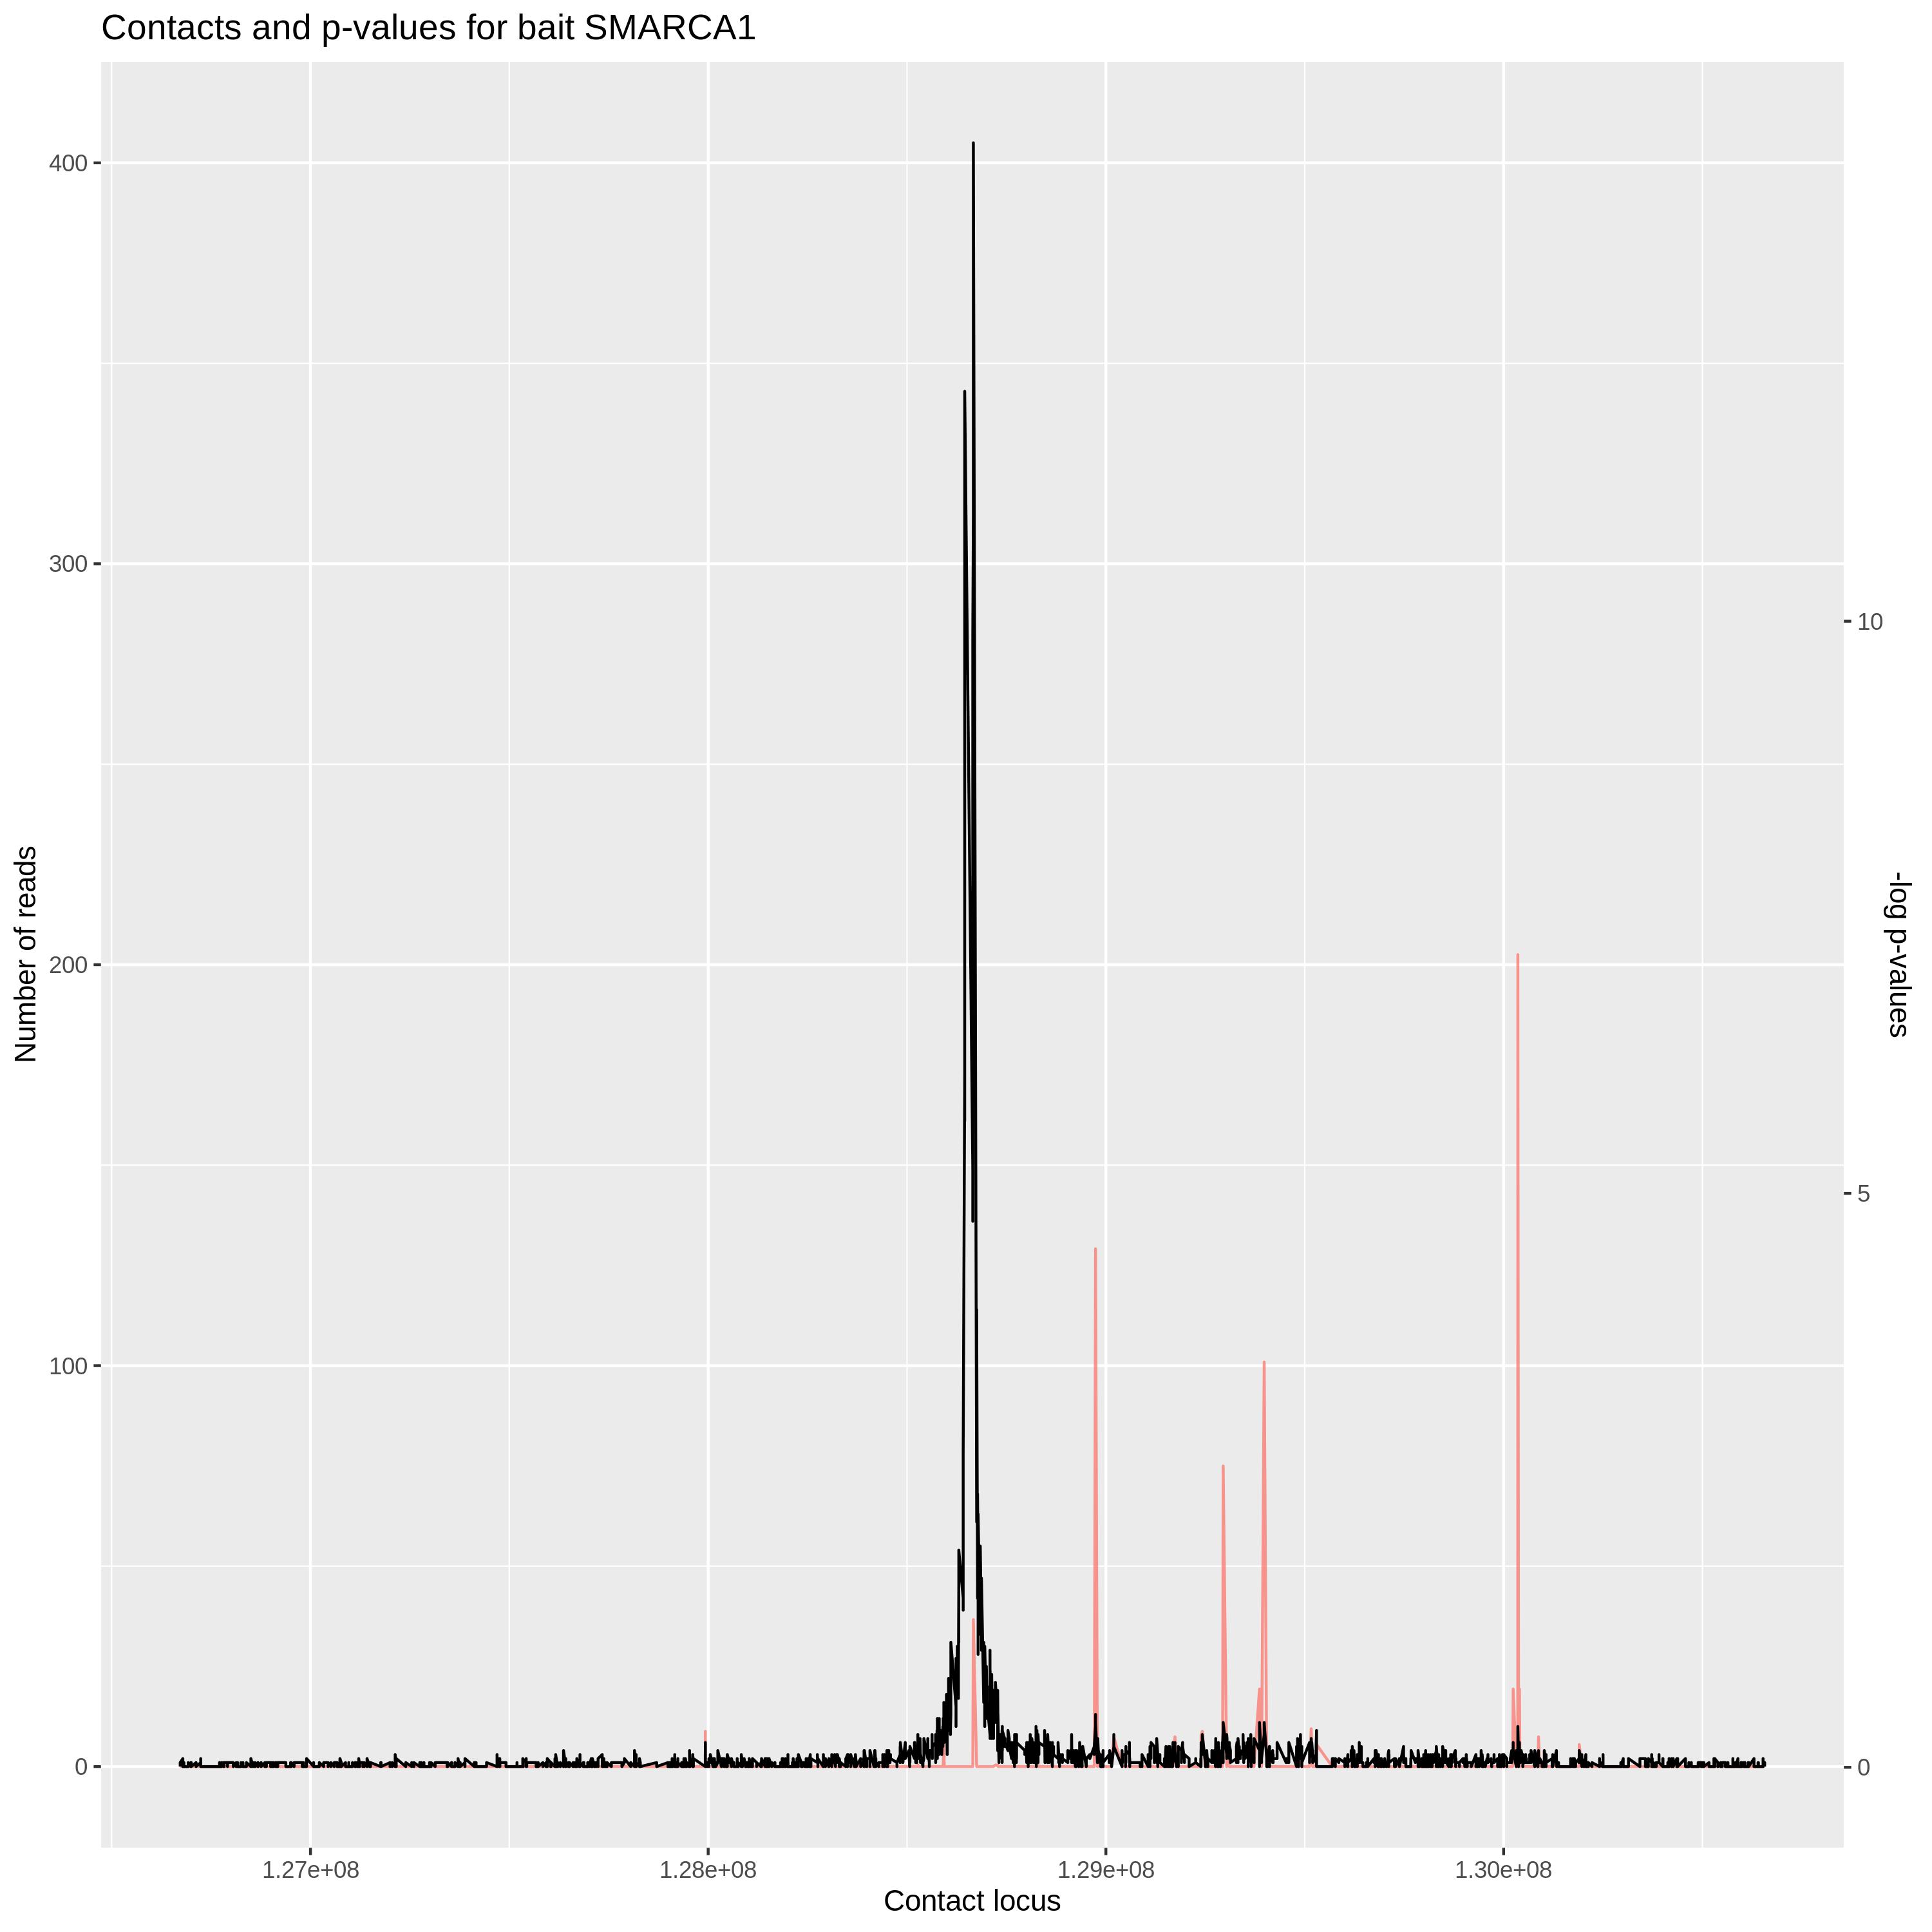 Contacts and p-values for bait SMARCA1
400
300
200
100
0
Number of reads
10
5
0
-log p-values
1.27e+08
1.28e+08
1.29e+08
1.30e+08
Contact locus